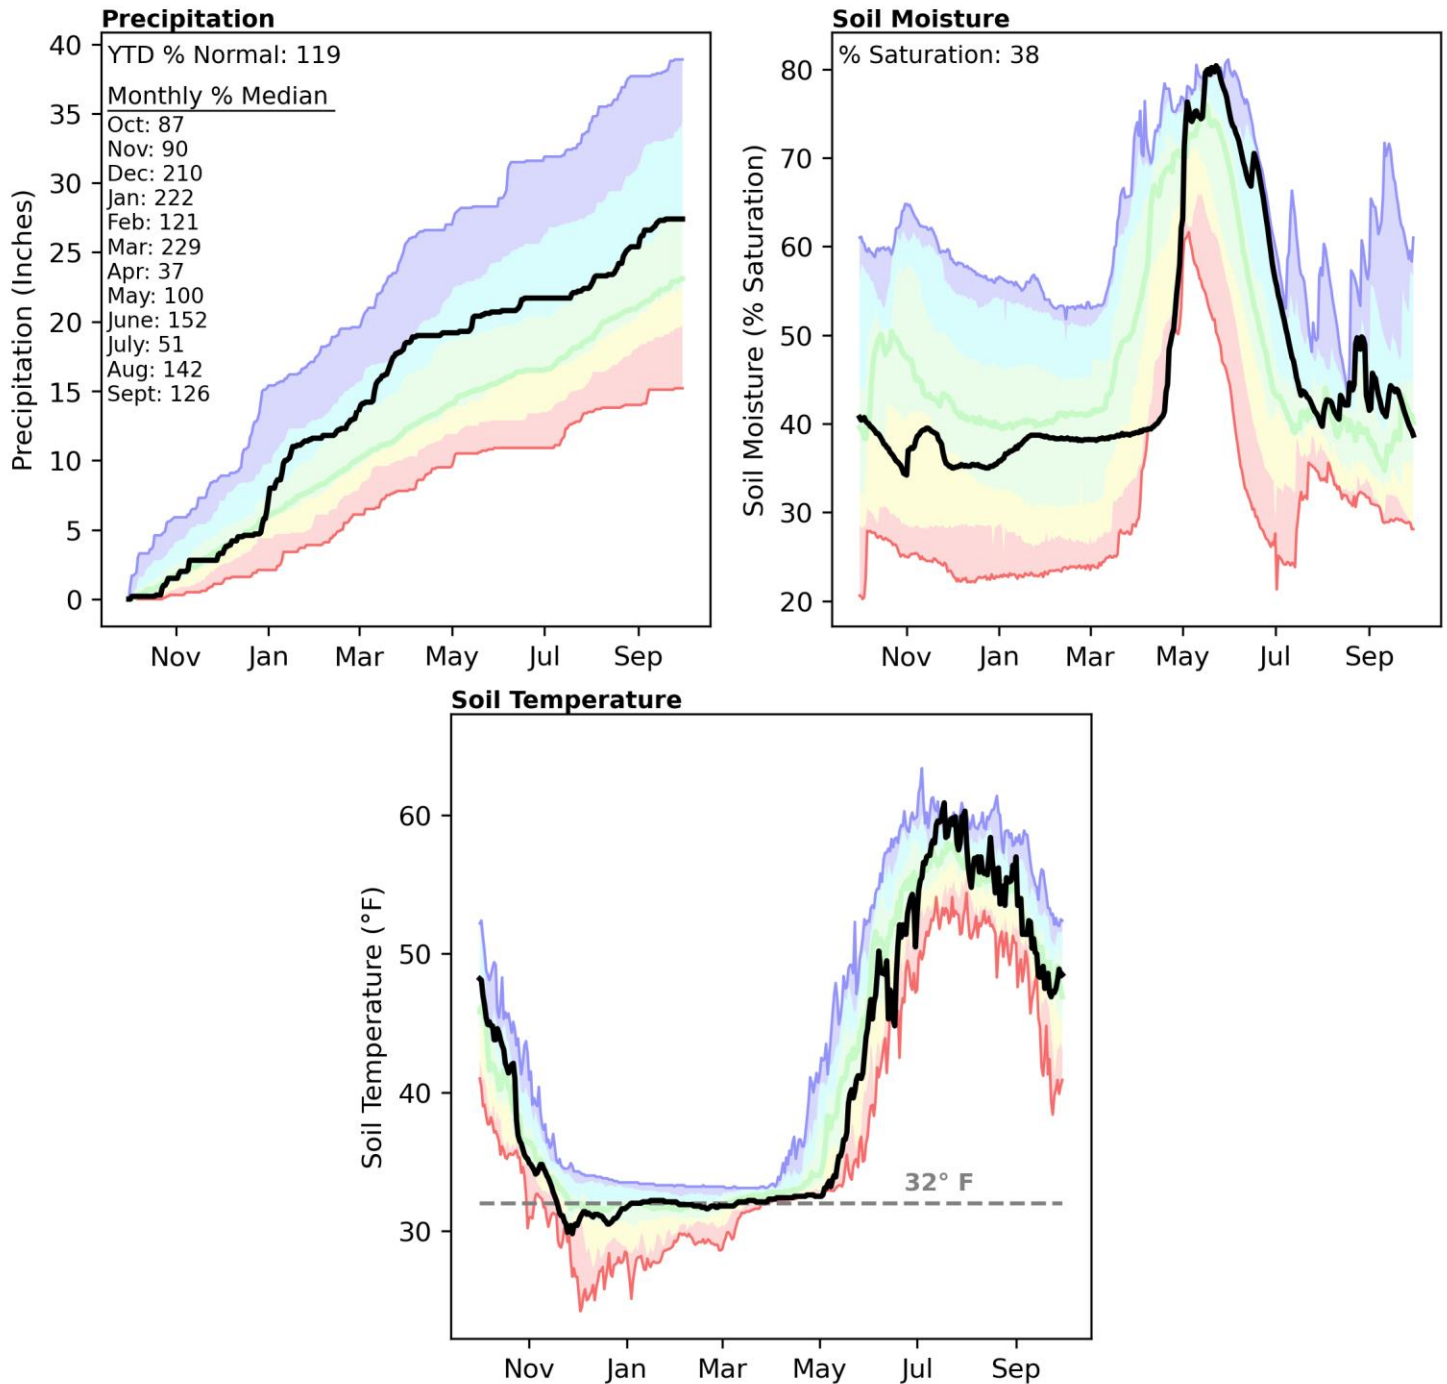 Precipitation
YTD % Normal: 119
Monthly % Median
Oct: 87
Nov: 90
Dec: 210
Jan: 222
Feb: 121
Mar: 229
Apr: 37
May: 100
June: 152
July: 51
Aug: 142
Sept: 126
Precipitation (Inches)
40
35
30
25
20
15
10
5
0
Nov Jan Mar May Jul Sep
Soil Moisture
% Saturation: 38
Soil Moisture (% Saturation)
80
70
60
50
40
30
20
Nov Jan Mar May Jul Sep
Soil Temperature
Soil Temperature (°F)
60
50
40
30
32° F
Nov Jan Mar May Jul Sep